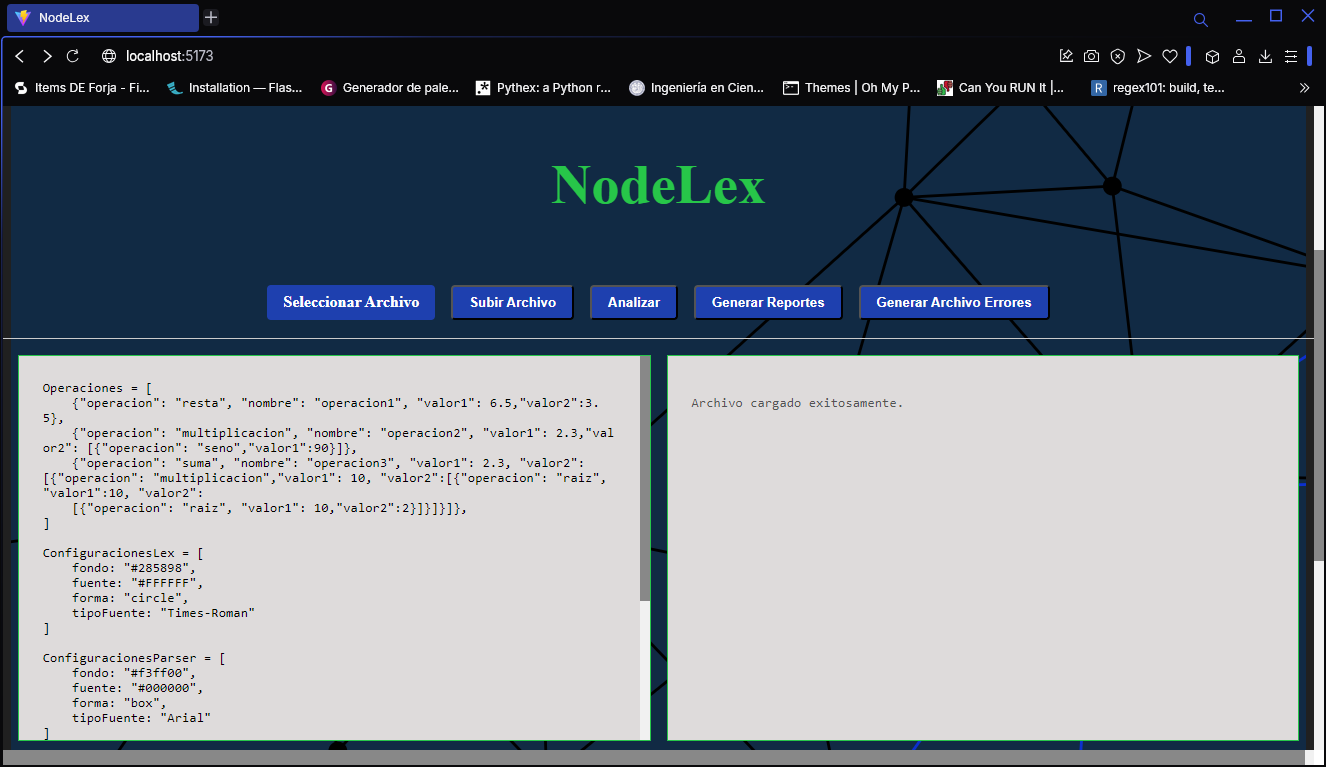 NodeLex
localhost:5173
Items DE Forja - Fi...
Installation — Flas...
G Generador de pale...
.* Pythex: a Python r...
Ingeniería en Cien...
Themes | Oh My P...
Can You RUN It |...
R regex101: build, te...
NodeLex
Seleccionar Archivo
Subir Archivo
Analizar
Generar Reportes
Generar Archivo Errores
Operaciones = [
{"operacion": "resta", "nombre": "operacion1", "valor1": 6.5,"valor2":3.
5},
{"operacion": "multiplicacion", "nombre": "operacion2", "valor1": 2.3,"val
or2": [{"operacion": "seno","valor1":90}]},
{"operacion": "suma", "nombre": "operacion3", "valor1": 2.3, "valor2":
[{"operacion": "multiplicacion","valor1": 10, "valor2":[{"operacion": "raiz",
"valor1":10, "valor2":
[{"operacion": "raiz", "valor1": 10,"valor2":2}]}]}]},
]
ConfiguracionesLex = [
fondo: "#285898",
fuente: "#FFFFFF",
forma: "circle",
tipoFuente: "Times-Roman"
]
ConfiguracionesParser = [
fondo: "#f3ff00",
fuente: "#000000",
forma: "box",
tipoFuente: "Arial"
]
Archivo cargado exitosamente.